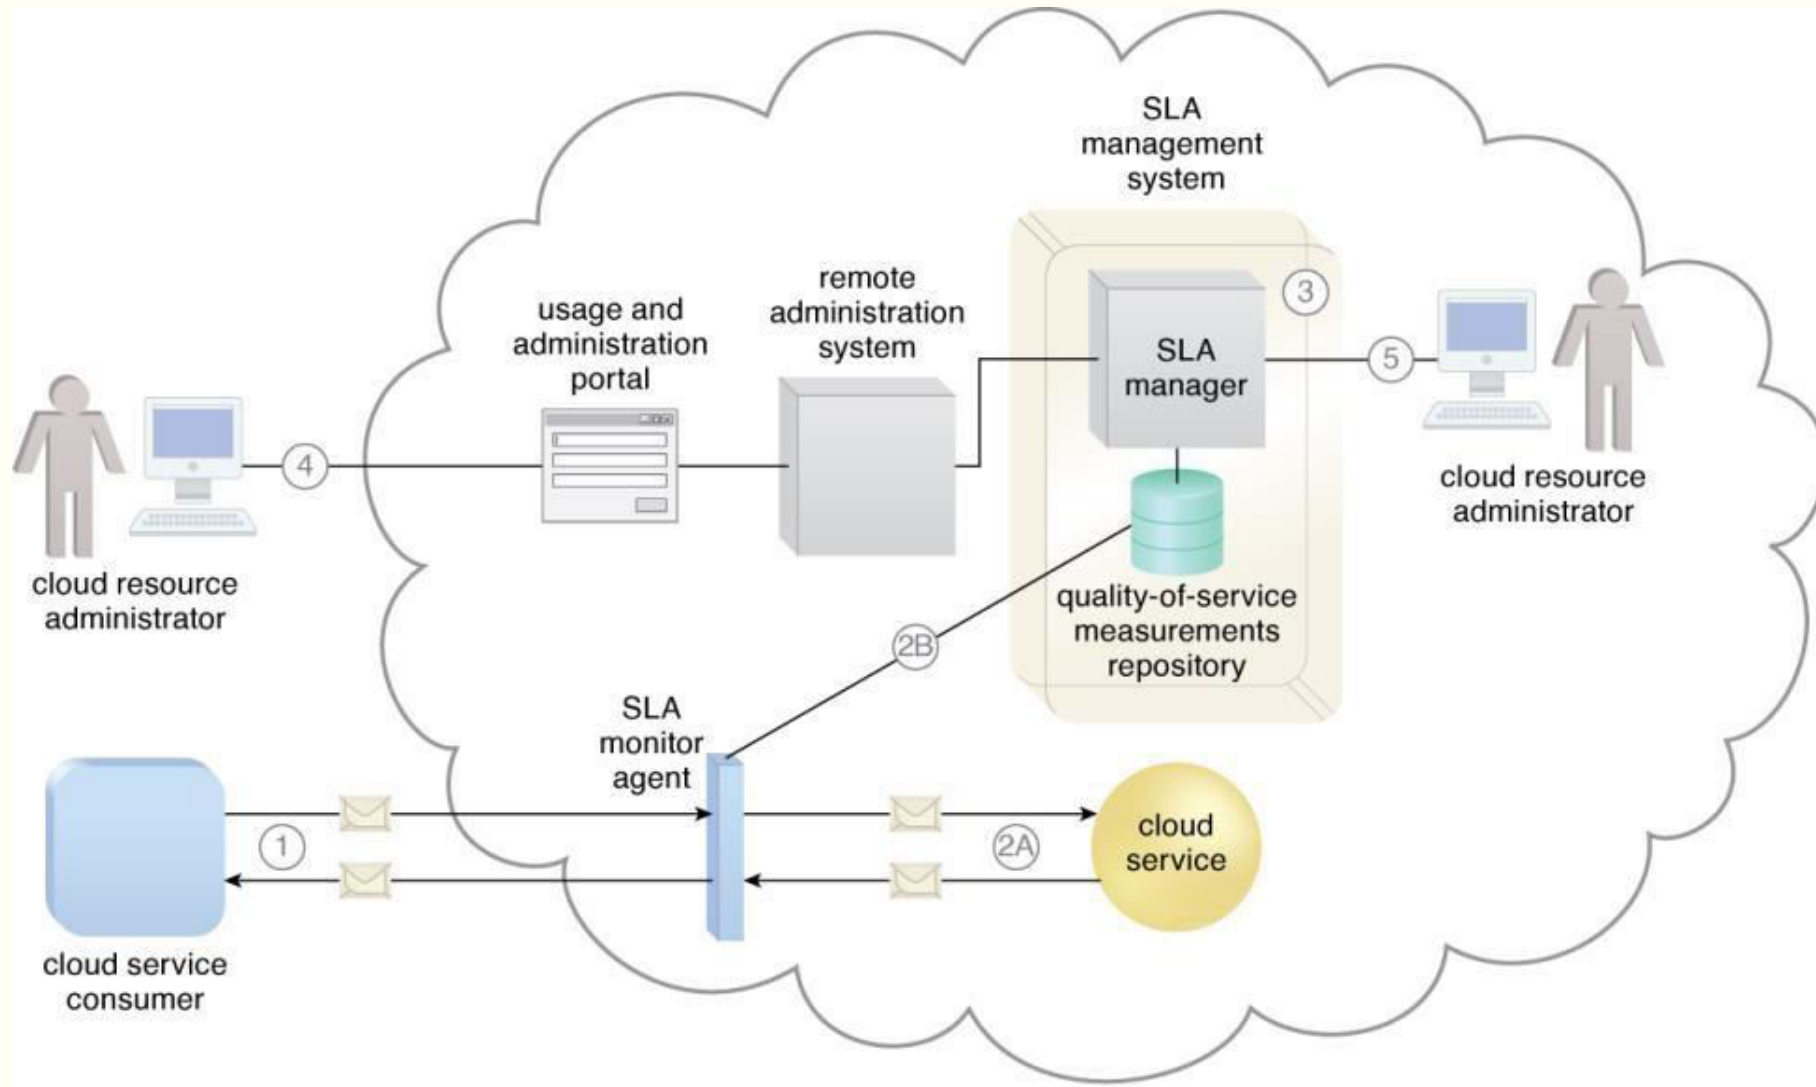 SLA
management
system
remote
administration
system
usage and
administration
portal
3
SLA
manager
5
4
cloud resource
administrator
cloud resource
administrator
quality-of-service
measurements
repository
2B
SLA
monitor
agent
1
2A
cloud
service
cloud service
consumer